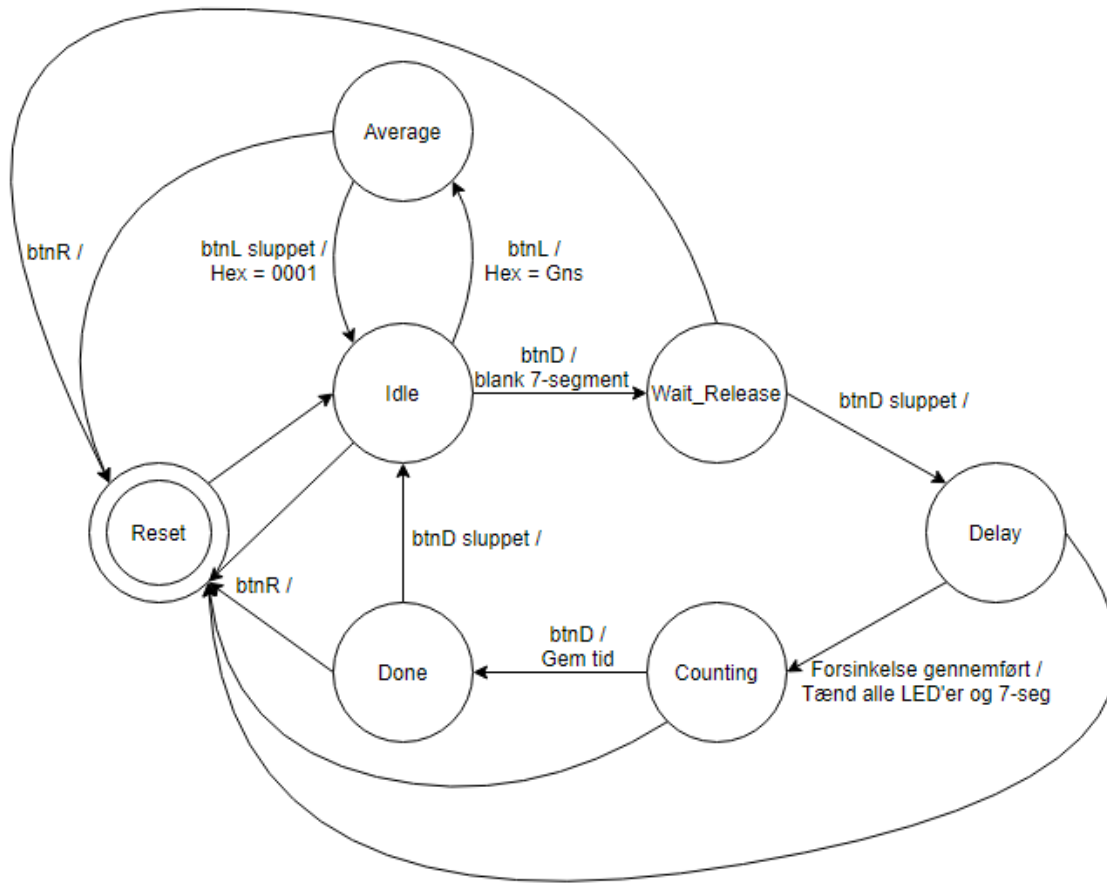 Average
btnR /
btnL sluppet /
Hex = 0001
btnL /
Hex = Gns
Idle
btnD /
blank 7-segment
Wait_Release
btnD sluppet /
Reset
btnD sluppet /
Delay
btnR /
Done
btnD /
Gem tid
Counting
Forsinkelse gennemført /
Tænd alle LED'er og 7-seg